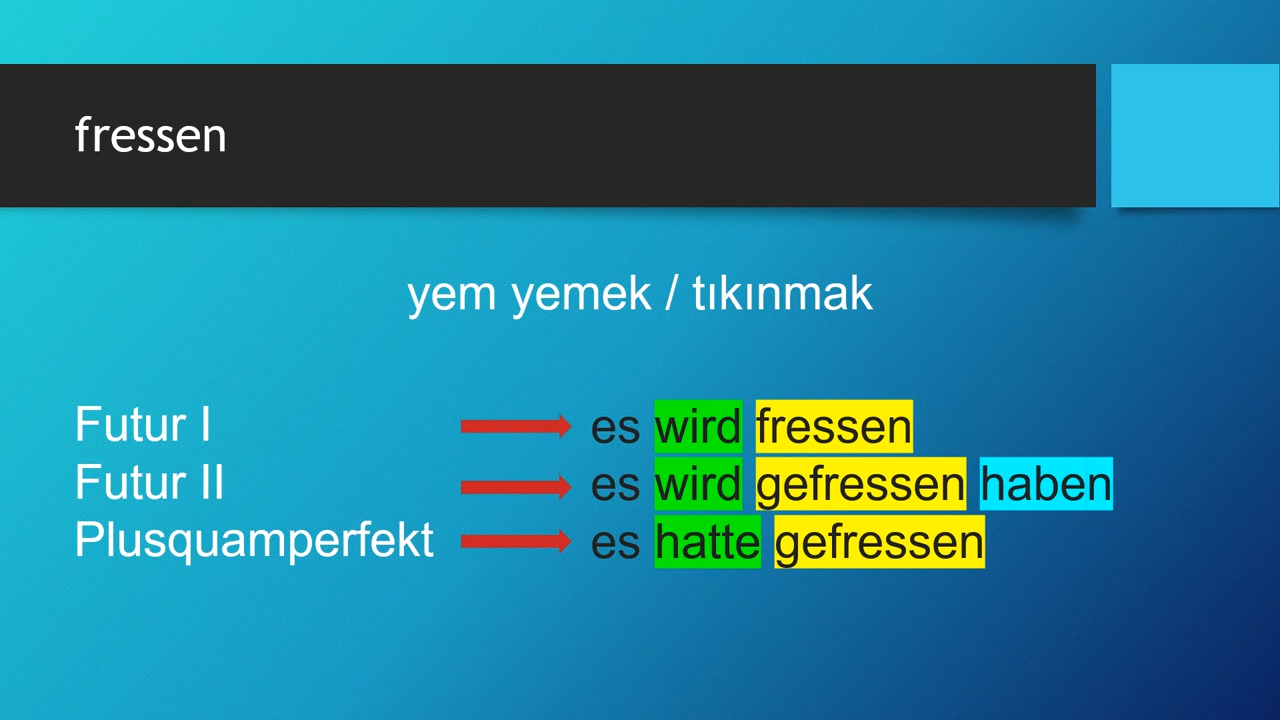 fressen
yem yemek / tıkınmak
Futur I es wird fressen
Futur II es wird gefressen haben
Plusquamperfekt es hatte gefressen